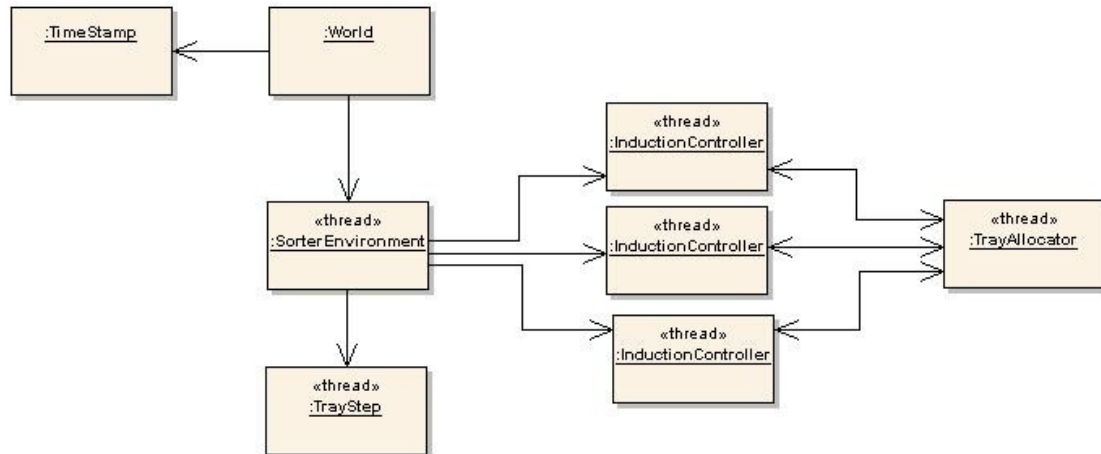 :TimeStamp
:World
«thread»
:InductionController
«thread»
:SorterEnvironment
«thread»
:InductionController
«thread»
:TrayAllocator
«thread»
:InductionController
«thread»
:TrayStep